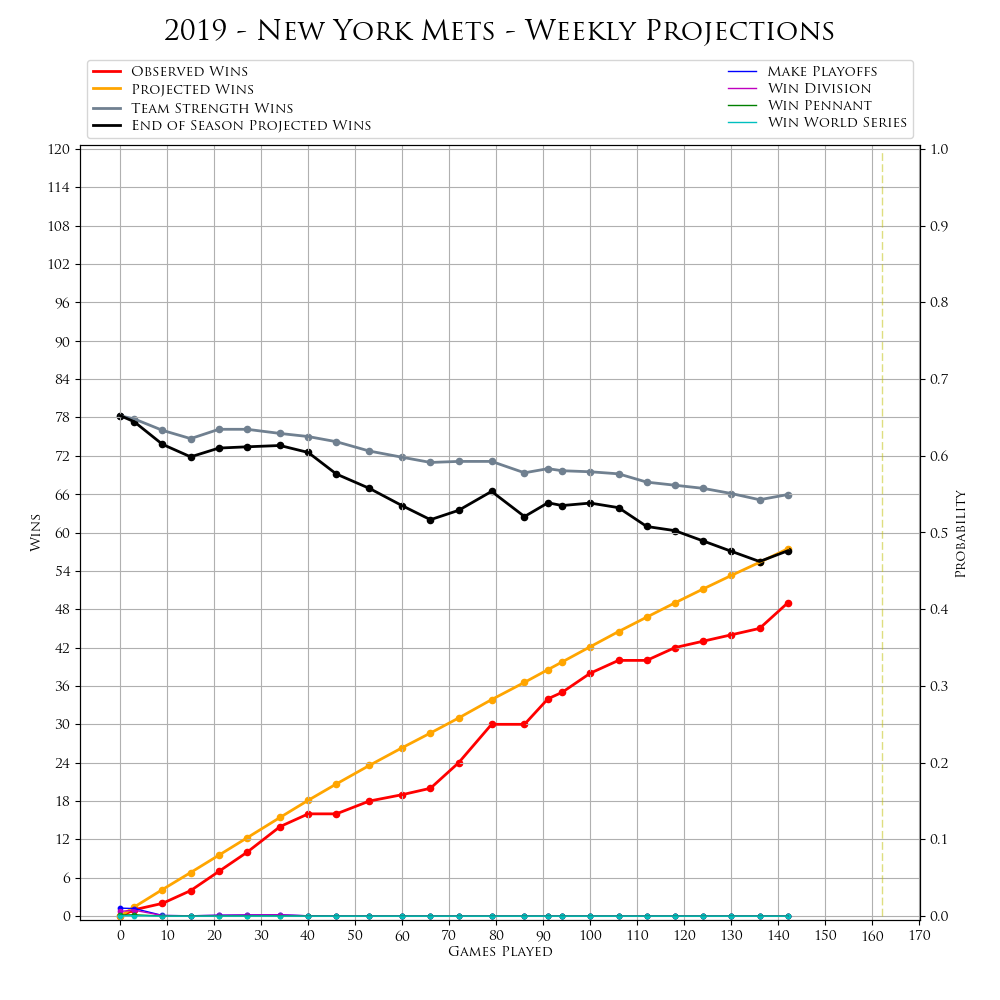 2019 - New York Mets - Weekly Projections
Observed Wins
Projected Wins
Team Strength Wins
End of Season Projected Wins
Make Playoffs
Win Division
Win Pennant
Win World Series
120
114
108
102
96
90
84
78
72
66
60
54
48
42
36
30
24
18
12
6
0
Wins
1.0
0.9
0.8
0.7
0.6
0.5
0.4
0.3
0.2
0.1
0.0
Probability
0 10 20 30 40 50 60 70 80 90 100 110 120 130 140 150 160 170
Games Played